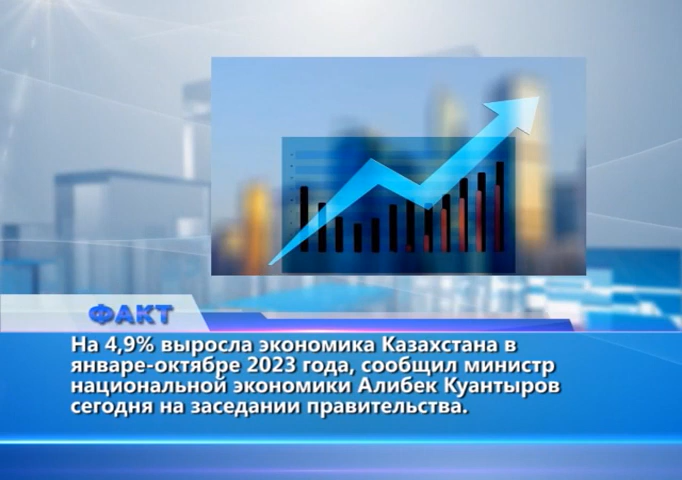 ФАКТ
На 4,9% выросла экономика Казахстана в
январе-октябре 2023 года, сообщил министр
национальной экономики Алибек Куантыров
сегодня на заседании правительства.